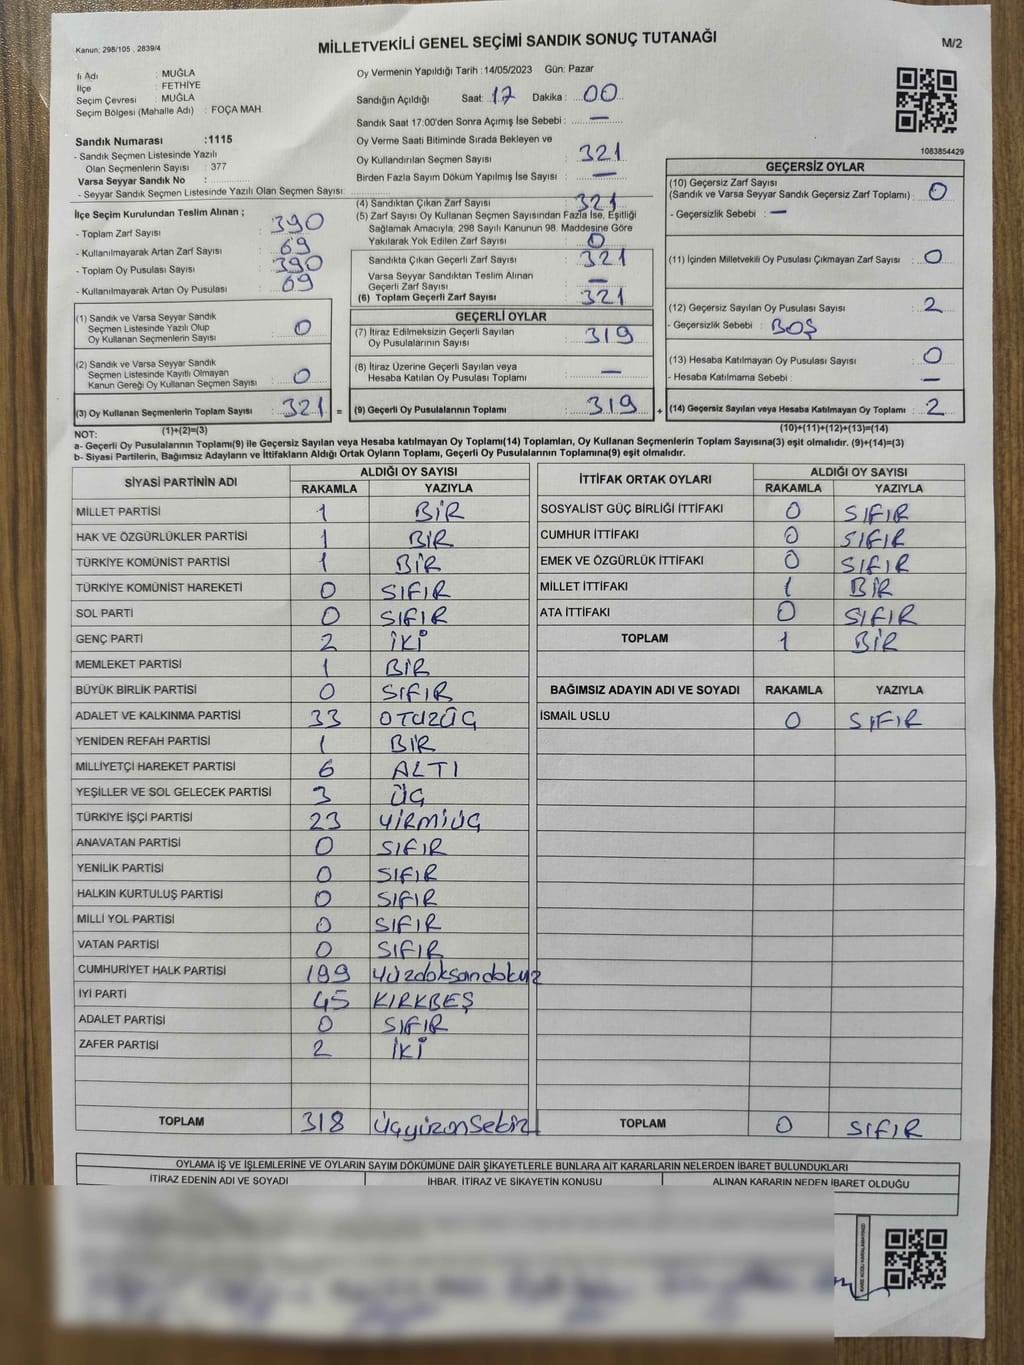 Kanun; 298/105 , 2839/4
MİLLETVEKİLİ GENEL SEÇİMİ SANDIK SONUÇ TUTANAĞI
M/2
İli Adı : MUĞLA
İlçe : FETHİYE
Seçim Çevresi : MUĞLA
Seçim Bölgesi (Mahalle Adı) : FOÇA MAH.
Sandık Numarası :1115
- Sandık Seçmen Listesinde Yazılı
Olan Seçmenlerin Sayısı : 377
Varsa Seyyar Sandık No :
- Seyyar Sandık Seçmen Listesinde Yazılı Olan Seçmen Sayısı:
Oy Vermenin Yapıldığı Tarih :14/05/2023 Gün: Pazar
Sandığın Açıldığı Saat: 17 Dakika : 00
Sandık Saat 17:00'den Sonra Açımış İse Sebebi : —
Oy Verme Saati Bitiminde Sırada Bekleyen ve
Oy Kullandırılan Seçmen Sayısı : 321
Birden Fazla Sayım Döküm Yapılmış İse Sayısı : —
1083854429
İlçe Seçim Kurulundan Teslim Alınan ;
- Toplam Zarf Sayısı : 390
- Kullanılmayarak Artan Zarf Sayısı : 69
- Toplam Oy Pusulası Sayısı : 390
- Kullanılmayarak Artan Oy Pusulası : 69
(1) Sandık ve Varsa Seyyar Sandık
Seçmen Listesinde Yazılı Olup
Oy Kullanan Seçmenlerin Sayısı : 0
(2) Sandık ve Varsa Seyyar Sandık
Seçmen Listesinde Kayıtlı Olmayan
Kanun Gereği Oy Kullanan Seçmen Sayısı : 0
(3) Oy Kullanan Seçmenlerin Toplam Sayısı : 321 =
(1)+(2)=(3)
(4) Sandıktan Çıkan Zarf Sayısı : 321
(5) Zarf Sayısı Oy Kullanan Seçmen Sayısından Fazla İse, Eşitliği
Sağlamak Amacıyla, 298 Sayılı Kanunun 98. Maddesine Göre
Yakılarak Yok Edilen Zarf Sayısı : 0
Sandıkta Çıkan Geçerli Zarf Sayısı : 321
Varsa Seyyar Sandıktan Teslim Alınan
Geçerli Zarf Sayısı : —
(6) Toplam Geçerli Zarf Sayısı : 321
GEÇERLİ OYLAR
(7) İtiraz Edilmeksizin Geçerli Sayılan
Oy Pusulalarının Sayısı : 319
(8) İtiraz Üzerine Geçerli Sayılan veya
Hesaba Katılan Oy Pusulası Toplamı : —
(9) Geçerli Oy Pusulalarının Toplamı : 319 +
GEÇERSİZ OYLAR
(10) Geçersiz Zarf Sayısı
(Sandık ve Varsa Seyyar Sandık Geçersiz Zarf Toplamı) : 0
- Geçersizlik Sebebi : —
(11) İçinden Milletvekili Oy Pusulası Çıkmayan Zarf Sayısı : 0
(12) Geçersiz Sayılan Oy Pusulası Sayısı : 2
- Geçersizlik Sebebi : BOŞ
(13) Hesaba Katılmayan Oy Pusulası Sayısı : 0
- Hesaba Katılmama Sebebi : —
(14) Geçersiz Sayılan veya Hesaba Katılmayan Oy Toplamı : 2
(10)+(11)+(12)+(13)=(14)
NOT:
a- Geçerli Oy Pusulalarının Toplamı(9) ile Geçersiz Sayılan veya Hesaba katılmayan Oy Toplamı(14) Toplamları, Oy Kullanan Seçmenlerin Toplam Sayısına(3) eşit olmalıdır. (9)+(14)=(3)
b- Siyasi Partilerin, Bağımsız Adayların ve İttifakların Aldığı Ortak Oyların Toplamı, Geçerli Oy Pusulalarının Toplamına(9) eşit olmalıdır.
SİYASİ PARTİNİN ADI ALDIĞI OY SAYISI
RAKAMLA YAZIYLA
MİLLET PARTİSİ 1 BİR
HAK VE ÖZGÜRLÜKLER PARTİSİ 1 BİR
TÜRKİYE KOMÜNİST PARTİSİ 1 BİR
TÜRKİYE KOMÜNİST HAREKETİ 0 SIFIR
SOL PARTİ 0 SIFIR
GENÇ PARTİ 2 İKİ
MEMLEKET PARTİSİ 1 BİR
BÜYÜK BİRLİK PARTİSİ 0 SIFIR
ADALET VE KALKINMA PARTİSİ 33 OTUZÜÇ
YENİDEN REFAH PARTİSİ 1 BİR
MİLLİYETÇİ HAREKET PARTİSİ 6 ALTI
YEŞİLLER VE SOL GELECEK PARTİSİ 3 ÜÇ
TÜRKİYE İŞÇİ PARTİSİ 23 YİRMİÜÇ
ANAVATAN PARTİSİ 0 SIFIR
YENİLİK PARTİSİ 0 SIFIR
HALKIN KURTULUŞ PARTİSİ 0 SIFIR
MİLLİ YOL PARTİSİ 0 SIFIR
VATAN PARTİSİ 0 SIFIR
CUMHURİYET HALK PARTİSİ 199 Yüzdoksandokuz
İYİ PARTİ 45 KIRKBEŞ
ADALET PARTİSİ 0 SIFIR
ZAFER PARTİSİ 2 İKİ
TOPLAM 318 Üçyüzonsekiz
İTTİFAK ORTAK OYLARI ALDIĞI OY SAYISI
RAKAMLA YAZIYLA
SOSYALİST GÜÇ BİRLİĞİ İTTİFAKI 0 SIFIR
CUMHUR İTTİFAKI 0 SIFIR
EMEK VE ÖZGÜRLÜK İTTİFAKI 0 SIFIR
MİLLET İTTİFAKI 1 BİR
ATA İTTİFAKI 0 SIFIR
TOPLAM 1 BİR
BAĞIMSIZ ADAYIN ADI VE SOYADI RAKAMLA YAZIYLA
İSMAİL USLU 0 SIFIR
TOPLAM 0 SIFIR
OYLAMA İŞ VE İŞLEMLERİNE VE OYLARIN SAYIM DÖKÜMÜNE DAİR ŞİKAYETLERLE BUNLARA AİT KARARLARIN NELERDEN İBARET BULUNDUKLARI
İTİRAZ EDENİN ADI VE SOYADI İHBAR, İTİRAZ VE ŞİKAYETİN KONUSU ALINAN KARARIN NEDEN İBARET OLDUĞU